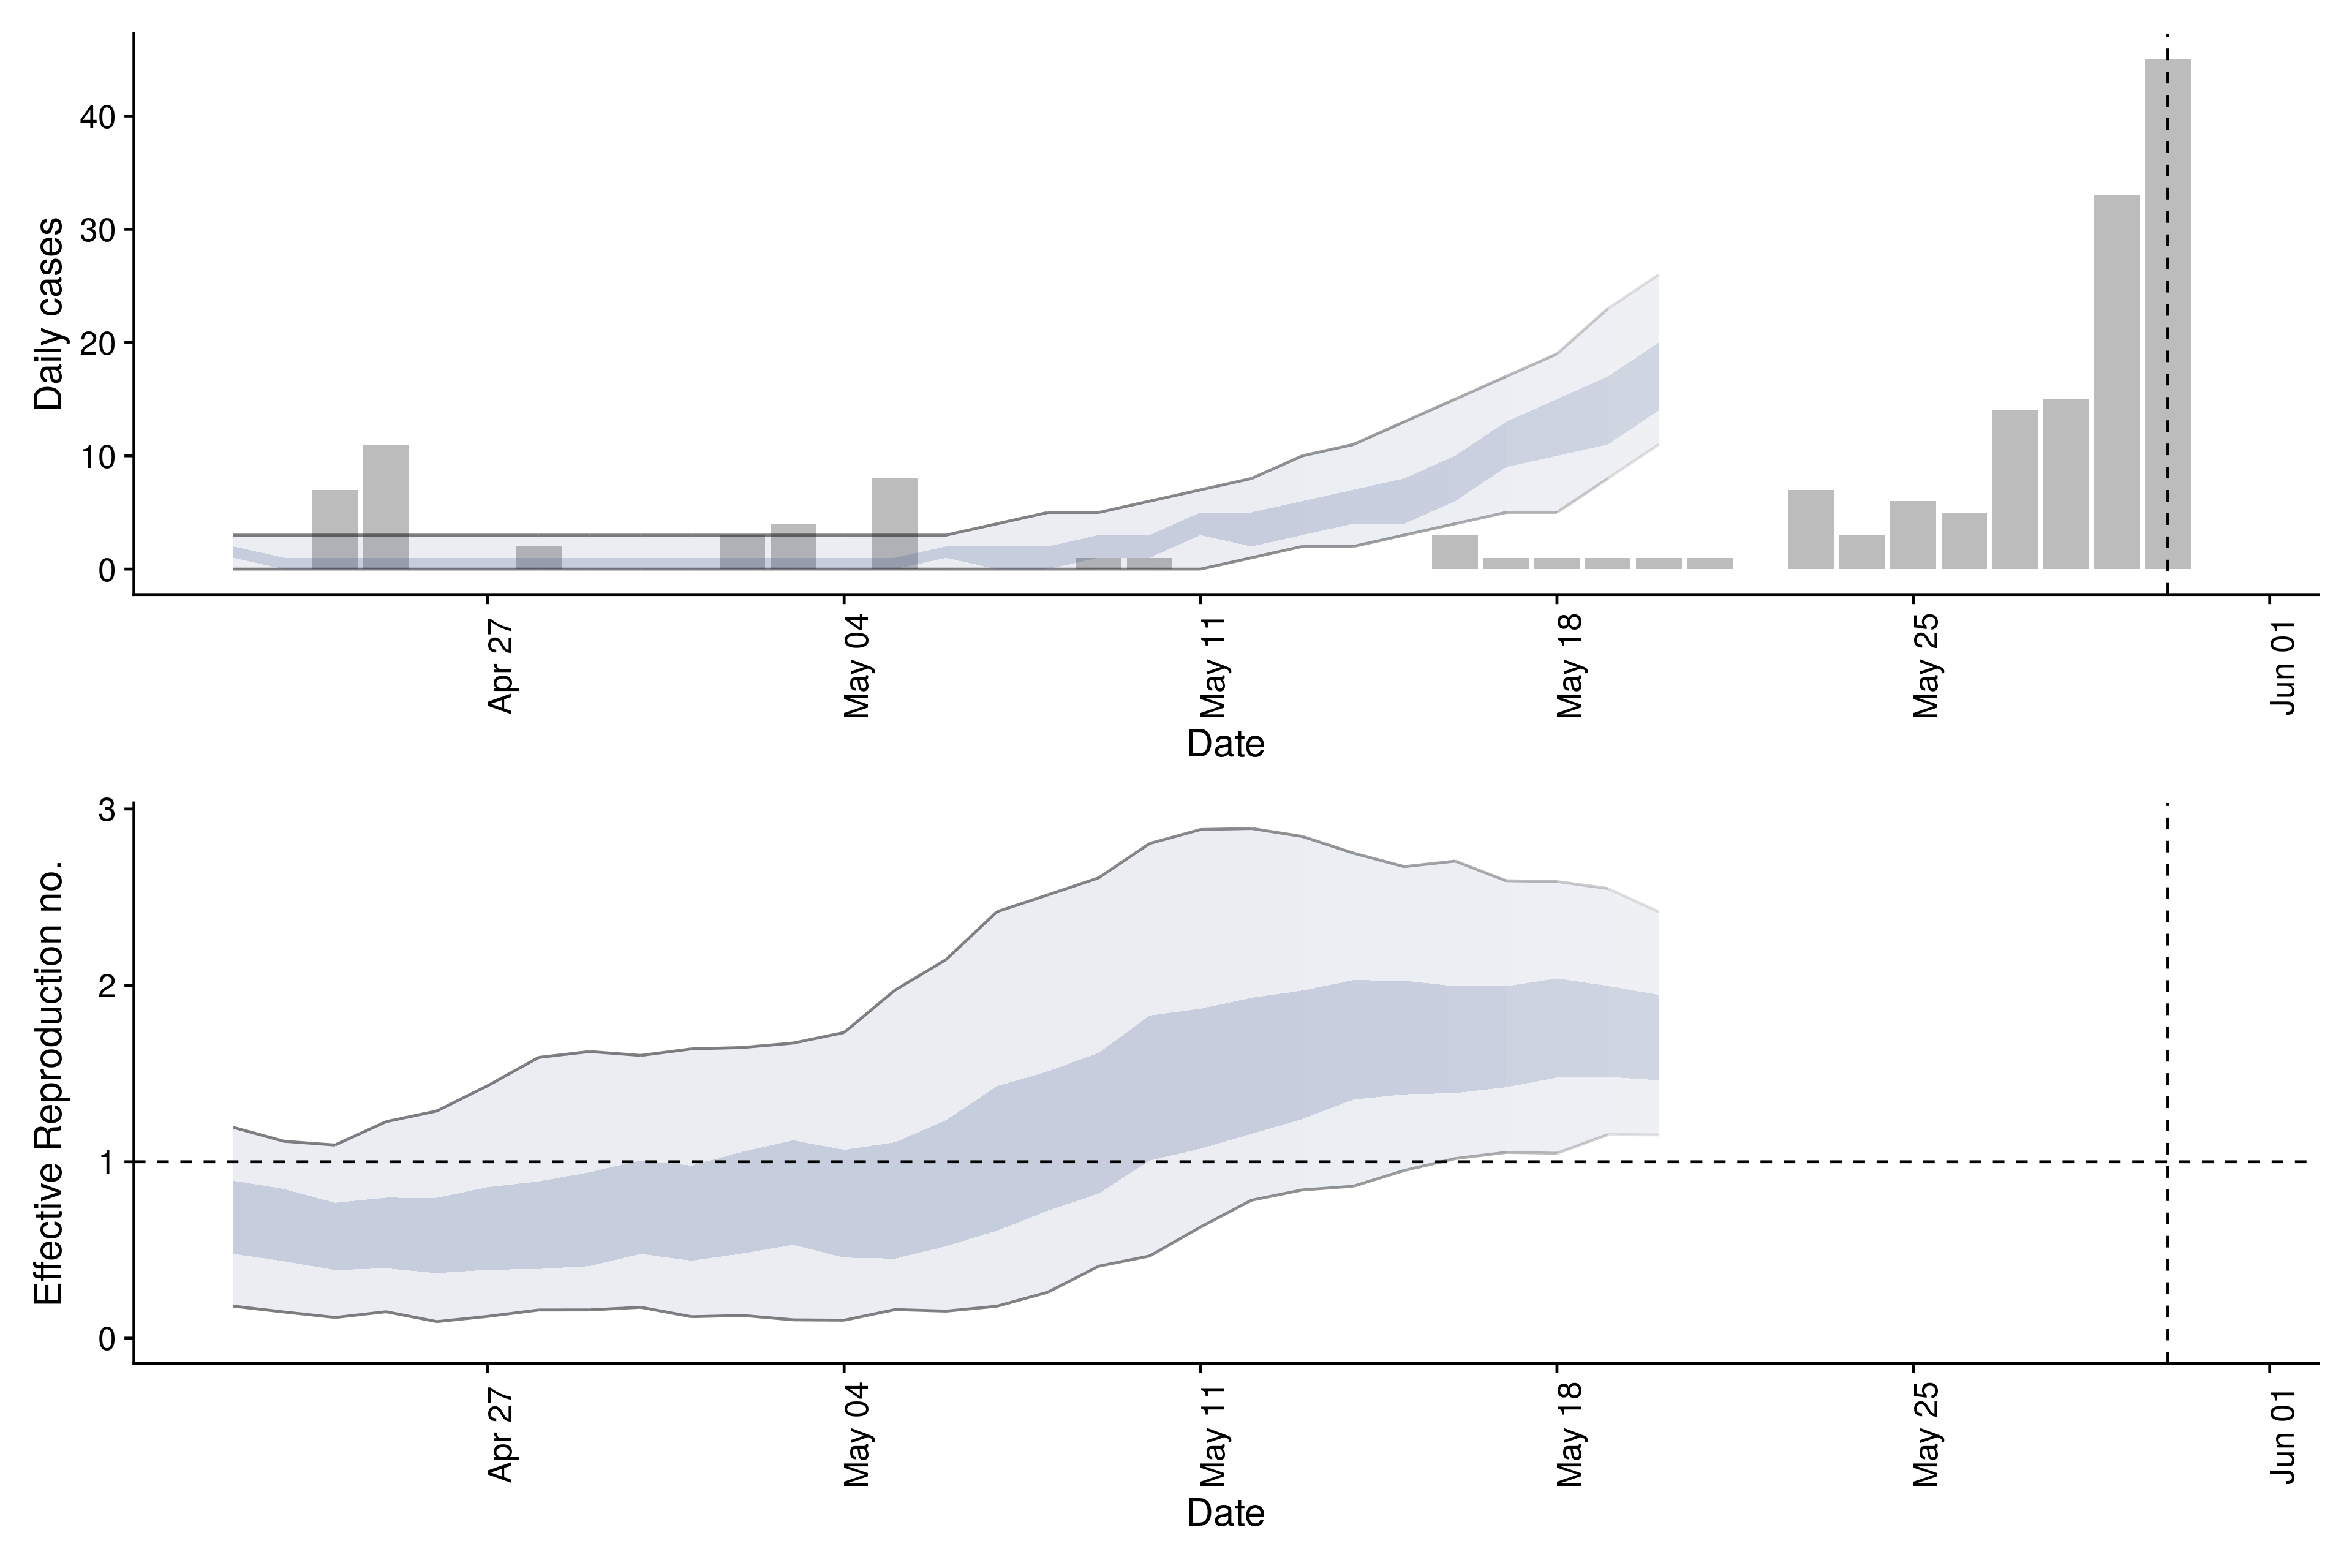 Daily cases
40
30
20
10
0
Apr 27
May 04
May 11
May 18
May 25
Jun 01
Date
Effective Reproduction no.
3
2
1
0
Apr 27
May 04
May 11
May 18
May 25
Jun 01
Date